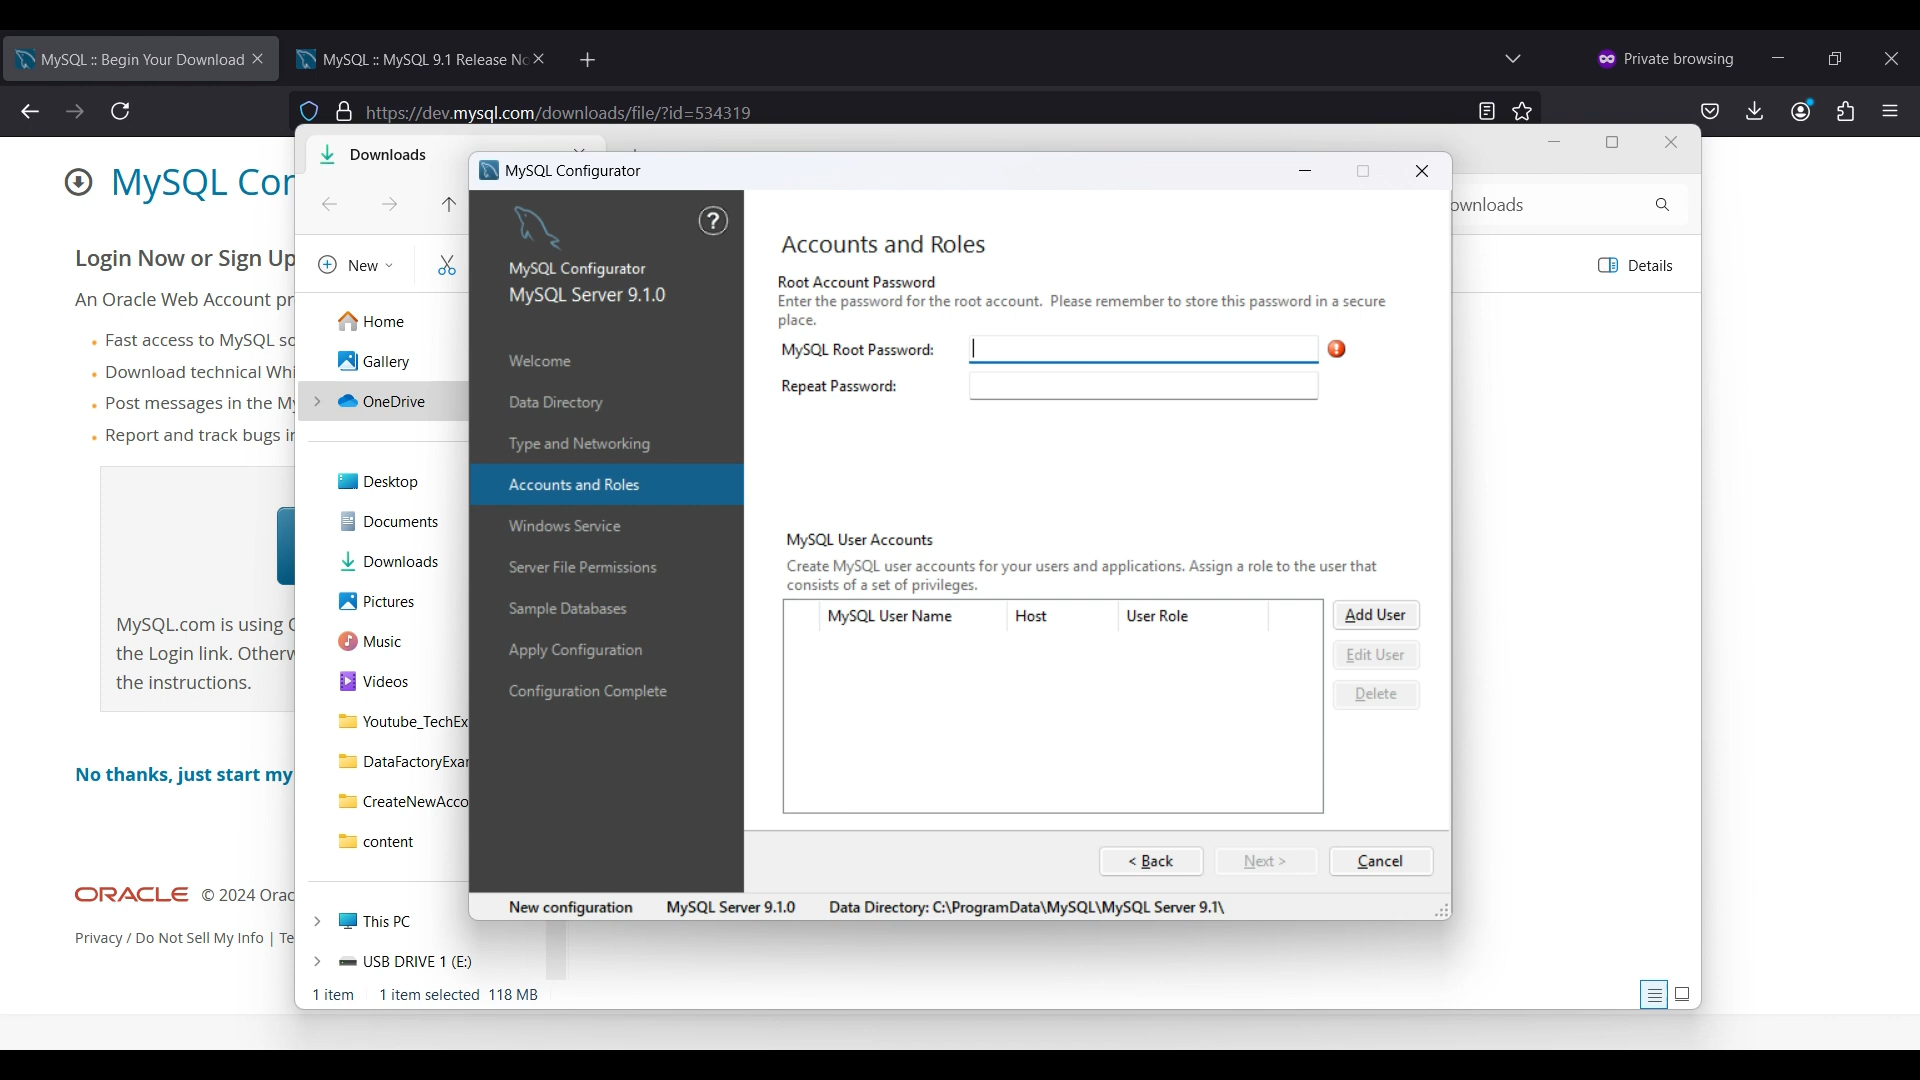 MySQL :: Begin Your Download
MySQL :: MySQL 9.1 Release No
Private browsing
https://dev.mysql.com/downloads/file/?id=534319
MySQL Con
Login Now or Sign Up
An Oracle Web Account pr
Fast access to MySQL so
Download technical Whi
Post messages in the My
Report and track bugs in
MySQL.com is using O
the Login link. Otherw
the instructions.
No thanks, just start my
ORACLE © 2024 Orac
Privacy / Do Not Sell My Info | Te
Downloads
ownloads
New
Details
Home
Gallery
OneDrive
Desktop
Documents
Downloads
Pictures
Music
Videos
Youtube_TechEx
DataFactoryExar
CreateNewAcco
content
This PC
USB DRIVE 1 (E:)
1 item 1 item selected 118 MB
MySQL Configurator
?
MySQL Configurator
MySQL Server 9.1.0
Welcome
Data Directory
Type and Networking
Accounts and Roles
Windows Service
Server File Permissions
Sample Databases
Apply Configuration
Configuration Complete
Accounts and Roles
Root Account Password
Enter the password for the root account. Please remember to store this password in a secure
place.
MySQL Root Password:
Repeat Password:
MySQL User Accounts
Create MySQL user accounts for your users and applications. Assign a role to the user that
consists of a set of privileges.
MySQL User Name Host User Role
Add User
Edit User
Delete
< Back Next > Cancel
New configuration MySQL Server 9.1.0 Data Directory: C:\ProgramData\MySQL\MySQL Server 9.1\